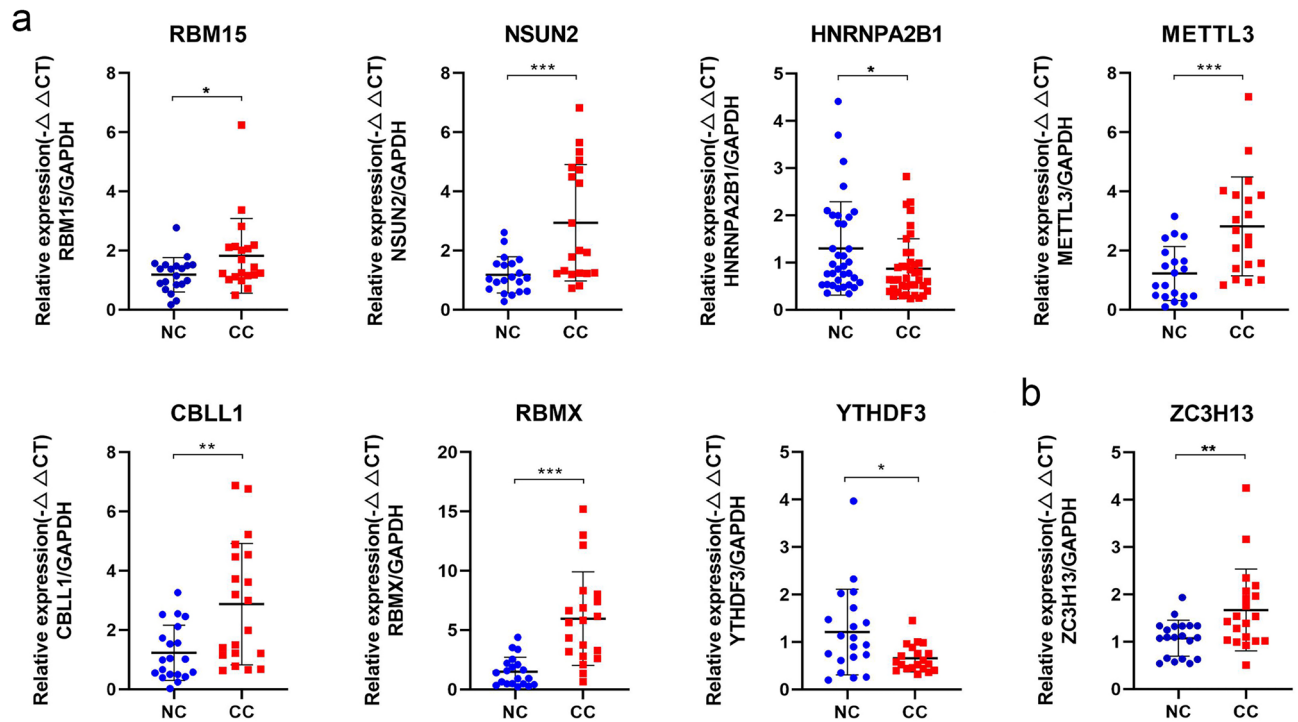 a
RBM15
Relative expression(-△ △CT)
RBM15/GAPDH
8
6
4
2
0
*
NC CC
NSUN2
Relative expression(-△ △CT)
NSUN2/GAPDH
8
6
4
2
0
***
NC CC
HNRNPA2B1
Relative expression(-△ △CT)
HNRNPA2B1/GAPDH
5
4
3
2
1
0
*
NC CC
METTL3
Relative expression(-△ △CT)
METTL3/GAPDH
8
6
4
2
0
***
NC CC
CBLL1
Relative expression(-△ △CT)
CBLL1/GAPDH
8
6
4
2
0
**
NC CC
RBMX
Relative expression(-△ △CT)
RBMX/GAPDH
20
15
10
5
0
***
NC CC
YTHDF3
Relative expression(-△ △CT)
YTHDF3/GAPDH
5
4
3
2
1
0
*
NC CC
b
ZC3H13
Relative expression(-△ △CT)
ZC3H13/GAPDH
5
4
3
2
1
0
**
NC CC